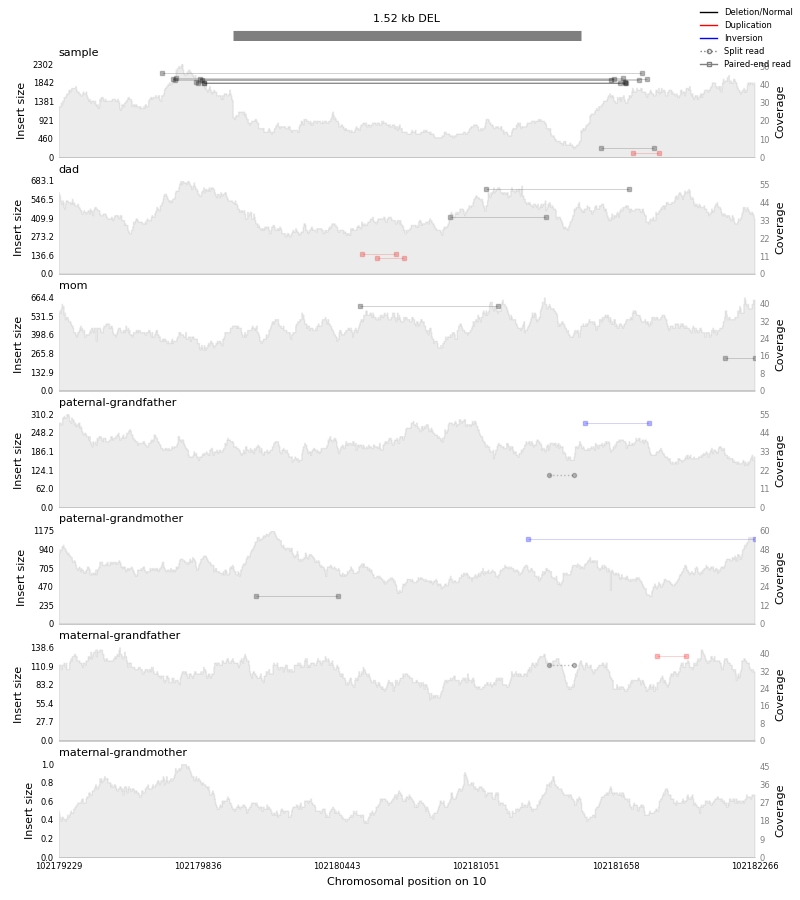 1.52 kb DEL
Deletion/Normal
Duplication
Inversion
Split read
Paired-end read
sample
Insert size
2302
1842
1381
921
460
0
50
40
30
20
10
0
Coverage
dad
Insert size
683.1
546.5
409.9
273.2
136.6
0.0
55
44
33
22
11
0
Coverage
mom
Insert size
664.4
531.5
398.6
265.8
132.9
0.0
40
32
24
16
8
0
Coverage
paternal-grandfather
Insert size
310.2
248.2
186.1
124.1
62.0
0.0
55
44
33
22
11
0
Coverage
paternal-grandmother
Insert size
1175
940
705
470
235
0
60
48
36
24
12
0
Coverage
maternal-grandfather
Insert size
138.6
110.9
83.2
55.4
27.7
0.0
40
32
24
16
8
0
Coverage
maternal-grandmother
Insert size
1.0
0.8
0.6
0.4
0.2
0.0
45
36
27
18
9
0
Coverage
102179229 102179836 102180443 102181051 102181658 102182266
Chromosomal position on 10